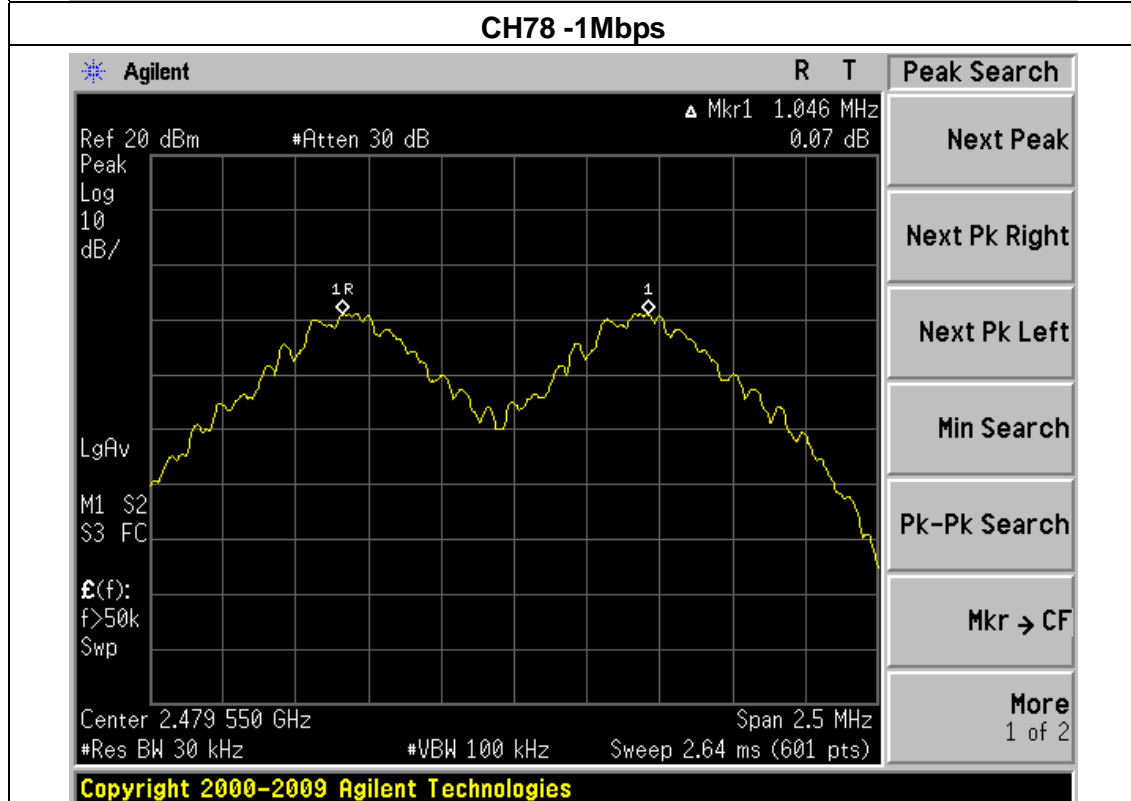 CH78 -1Mbps
Agilent R T Peak Search
Δ Mkr1 1.046 MHz
Ref 20 dBm #Atten 30 dB 0.07 dB
Peak
Log
10
dB/
1R 1
LgAv
M1 S2
S3 FC
£(f):
f>50k
Swp
Center 2.479 550 GHz Span 2.5 MHz
#Res BW 30 kHz #VBW 100 kHz Sweep 2.64 ms (601 pts)
Copyright 2000-2009 Agilent Technologies
Next Peak
Next Pk Right
Next Pk Left
Min Search
Pk-Pk Search
Mkr → CF
More
1 of 2